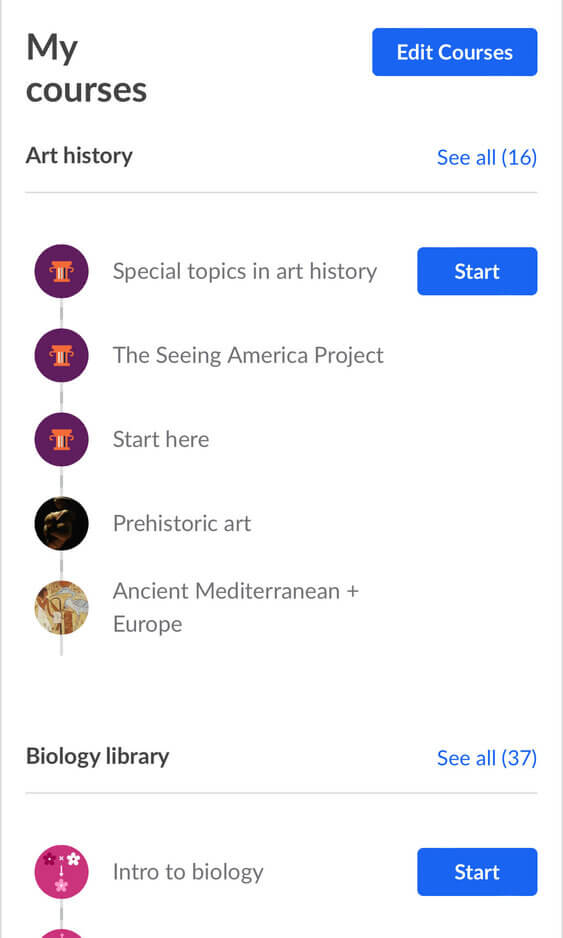 My
courses
Edit Courses
Art history
See all (16)
Special topics in art history
Start
The Seeing America Project
Start here
Prehistoric art
Ancient Mediterranean +
Europe
Biology library
See all (37)
Intro to biology
Start